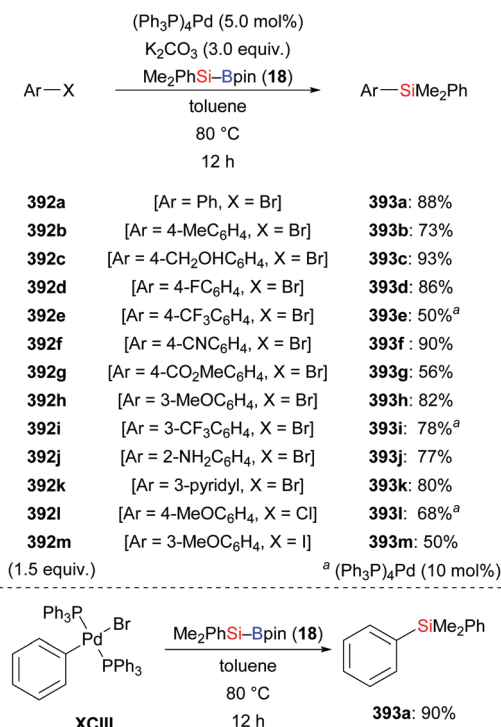 (Ph3P)4Pd (5.0 mol%)
K2CO3 (3.0 equiv.)
Ar—X Me2PhSi–Bpin (18) Ar—SiMe2Ph
toluene
80 °C
12 h
392a [Ar = Ph, X = Br] 393a: 88%
392b [Ar = 4-MeC6H4, X = Br] 393b: 73%
392c [Ar = 4-CH2OHC6H4, X = Br] 393c: 93%
392d [Ar = 4-FC6H4, X = Br] 393d: 86%
392e [Ar = 4-CF3C6H4, X = Br] 393e: 50%a
392f [Ar = 4-CNC6H4, X = Br] 393f : 90%
392g [Ar = 4-CO2MeC6H4, X = Br] 393g: 56%
392h [Ar = 3-MeOC6H4, X = Br] 393h: 82%
392i [Ar = 3-CF3C6H4, X = Br] 393i: 78%a
392j [Ar = 2-NH2C6H4, X = Br] 393j: 77%
392k [Ar = 3-pyridyl, X = Br] 393k: 80%
392l [Ar = 4-MeOC6H4, X = Cl] 393l: 68%a
392m [Ar = 3-MeOC6H4, X = I] 393m: 50%
(1.5 equiv.) a (Ph3P)4Pd (10 mol%)
Ph3P
Br
Pd
PPh3
XCIII
Me2PhSi–Bpin (18)
toluene
80 °C
12 h
SiMe2Ph
393a: 90%